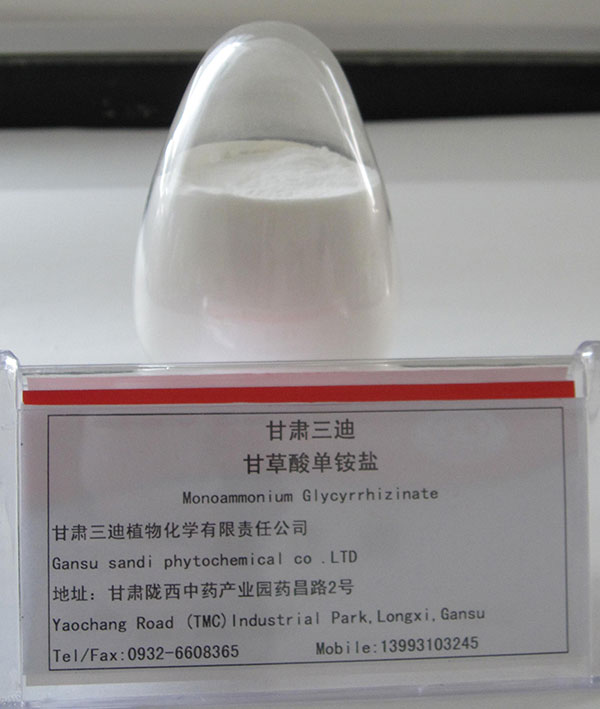 甘肃三迪
甘草酸单铵盐
Monoammonium Glycyrrhizinate
甘肃三迪植物化学有限责任公司
Gansu sandi phytochemical co .LTD
地址：甘肃陇西中药产业园药昌路2号
Yaochang Road (TMC)Industrial Park,Longxi,Gansu
Tel/Fax:0932-6608365 Mobile:13993103245